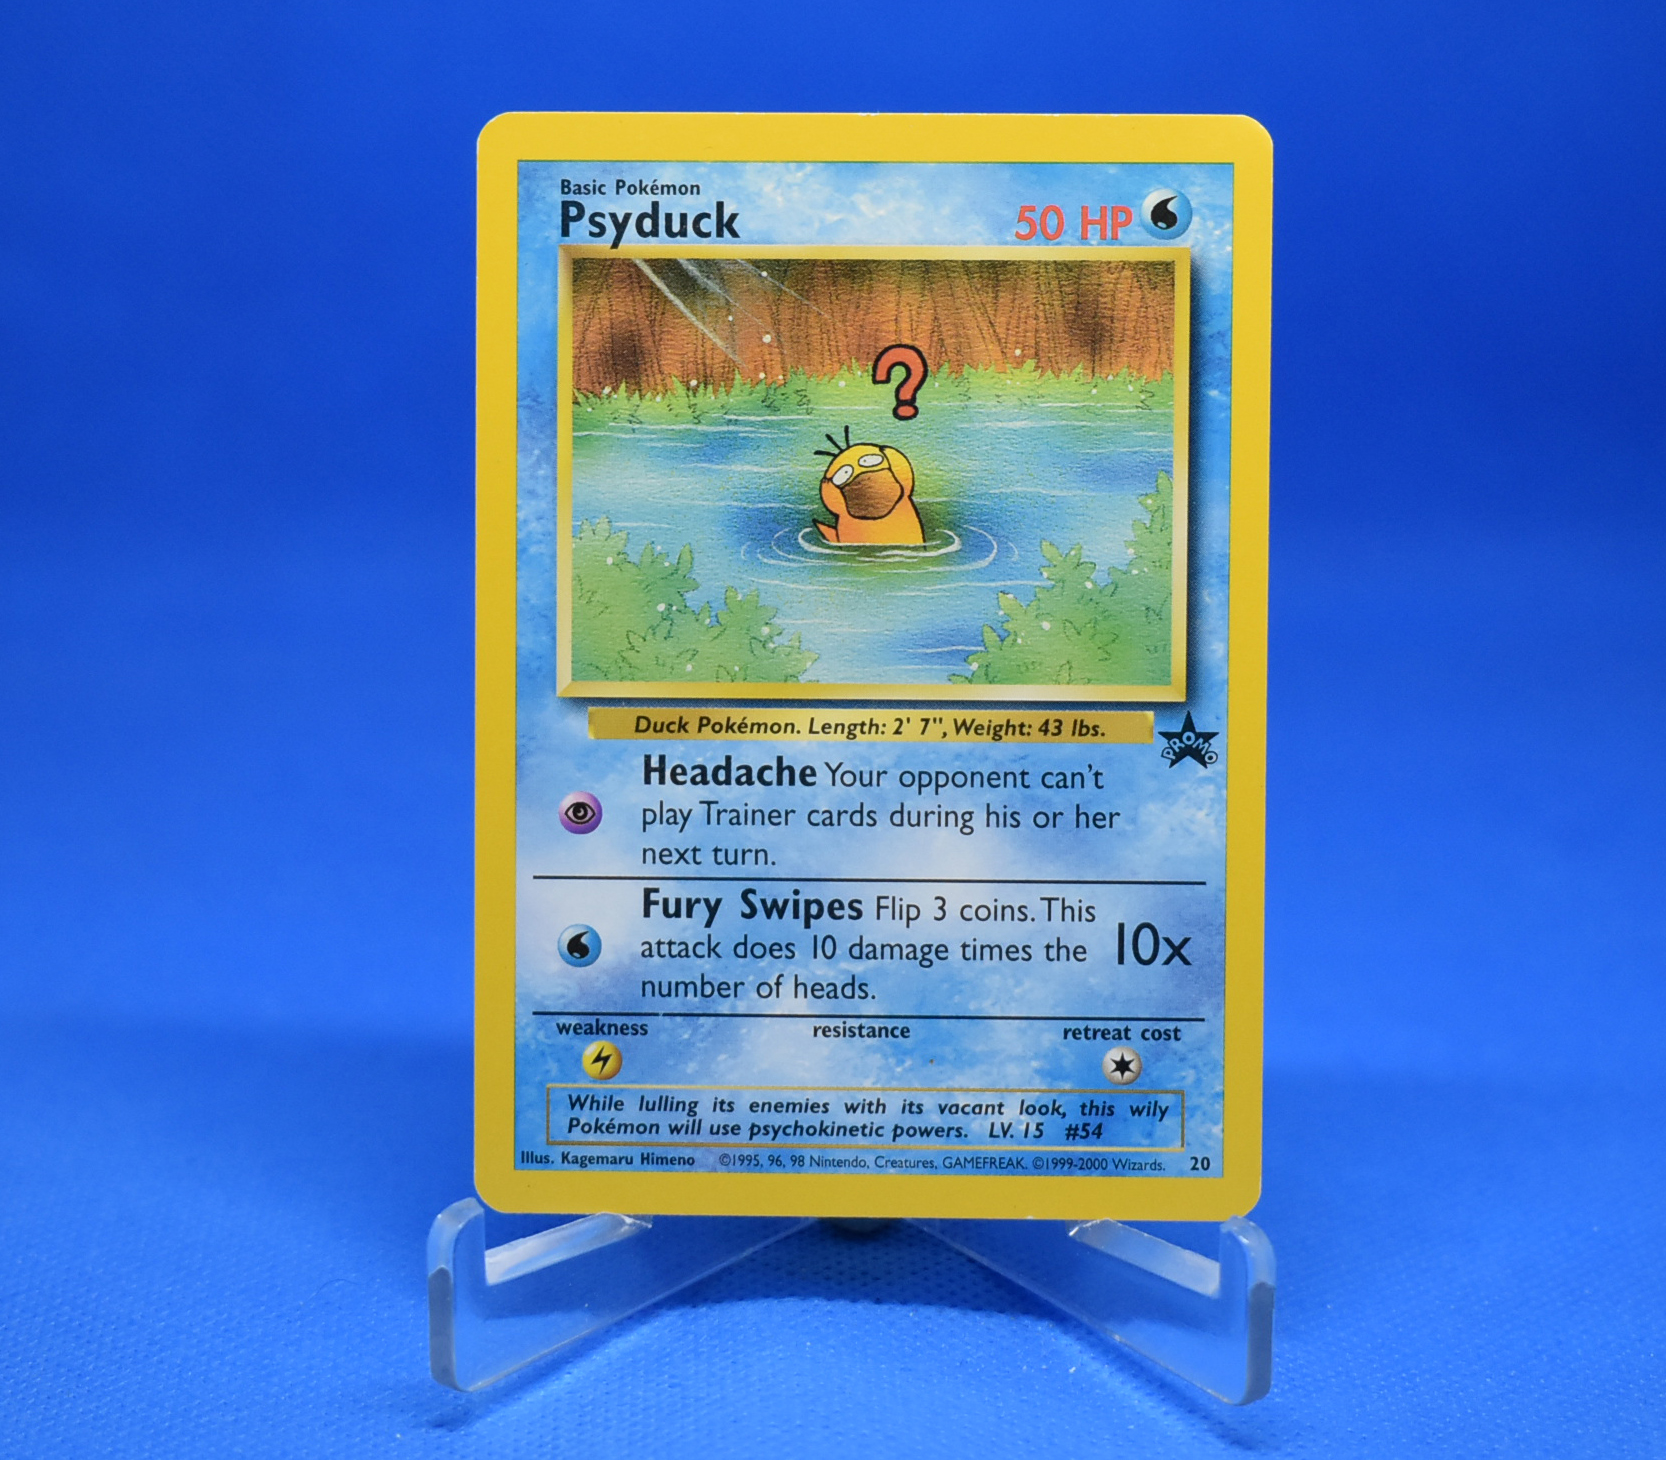 Basic Pokémon
Psyduck
50 HP
?
Duck Pokémon. Length: 2' 7", Weight: 43 lbs.
PROMO
Headache Your opponent can't
play Trainer cards during his or her
next turn.
Fury Swipes Flip 3 coins. This
attack does 10 damage times the
number of heads.
10x
weakness resistance retreat cost
While lulling its enemies with its vacant look, this wily
Pokémon will use psychokinetic powers. LV. 15 #54
Illus. Kagemaru Himeno ©1995, 96, 98 Nintendo, Creatures, GAMEFREAK. ©1999-2000 Wizards. 20